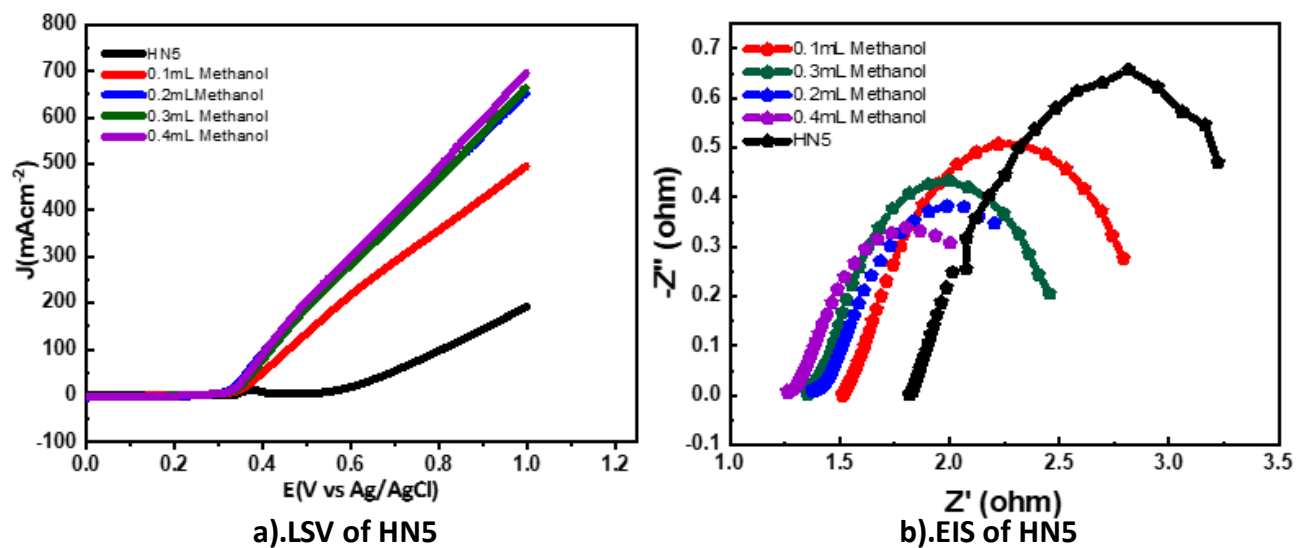 800
700
600
500
400
300
200
100
0
-100
J(mAcm-2)
HN5
0.1mL Methanol
0.2mLMethanol
0.3mL Methanol
0.4mL Methanol
0.0 0.2 0.4 0.6 0.8 1.0 1.2
E(V vs Ag/AgCl)
a).LSV of HN5
0.7
0.6
0.5
0.4
0.3
0.2
0.1
0.0
-0.1
-Z" (ohm)
0.1mL Methanol
0.3mL Methanol
0.2mL Methanol
0.4mL Methanol
HN5
1.0 1.5 2.0 2.5 3.0 3.5
Z' (ohm)
b).EIS of HN5